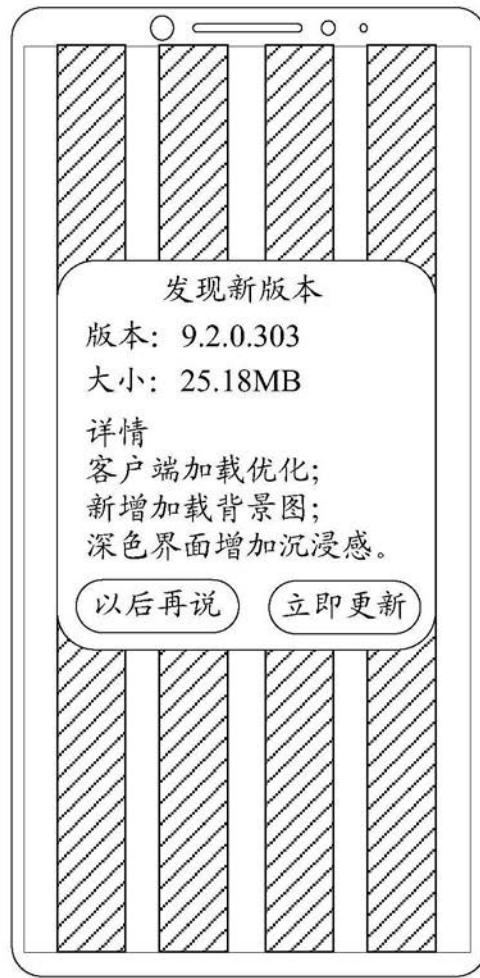 发现新版本
版本：9.2.0.303
大小：25.18MB
详情
客户端加载优化；
新增加载背景图；
深色界面增加沉浸感。
以后再说 立即更新